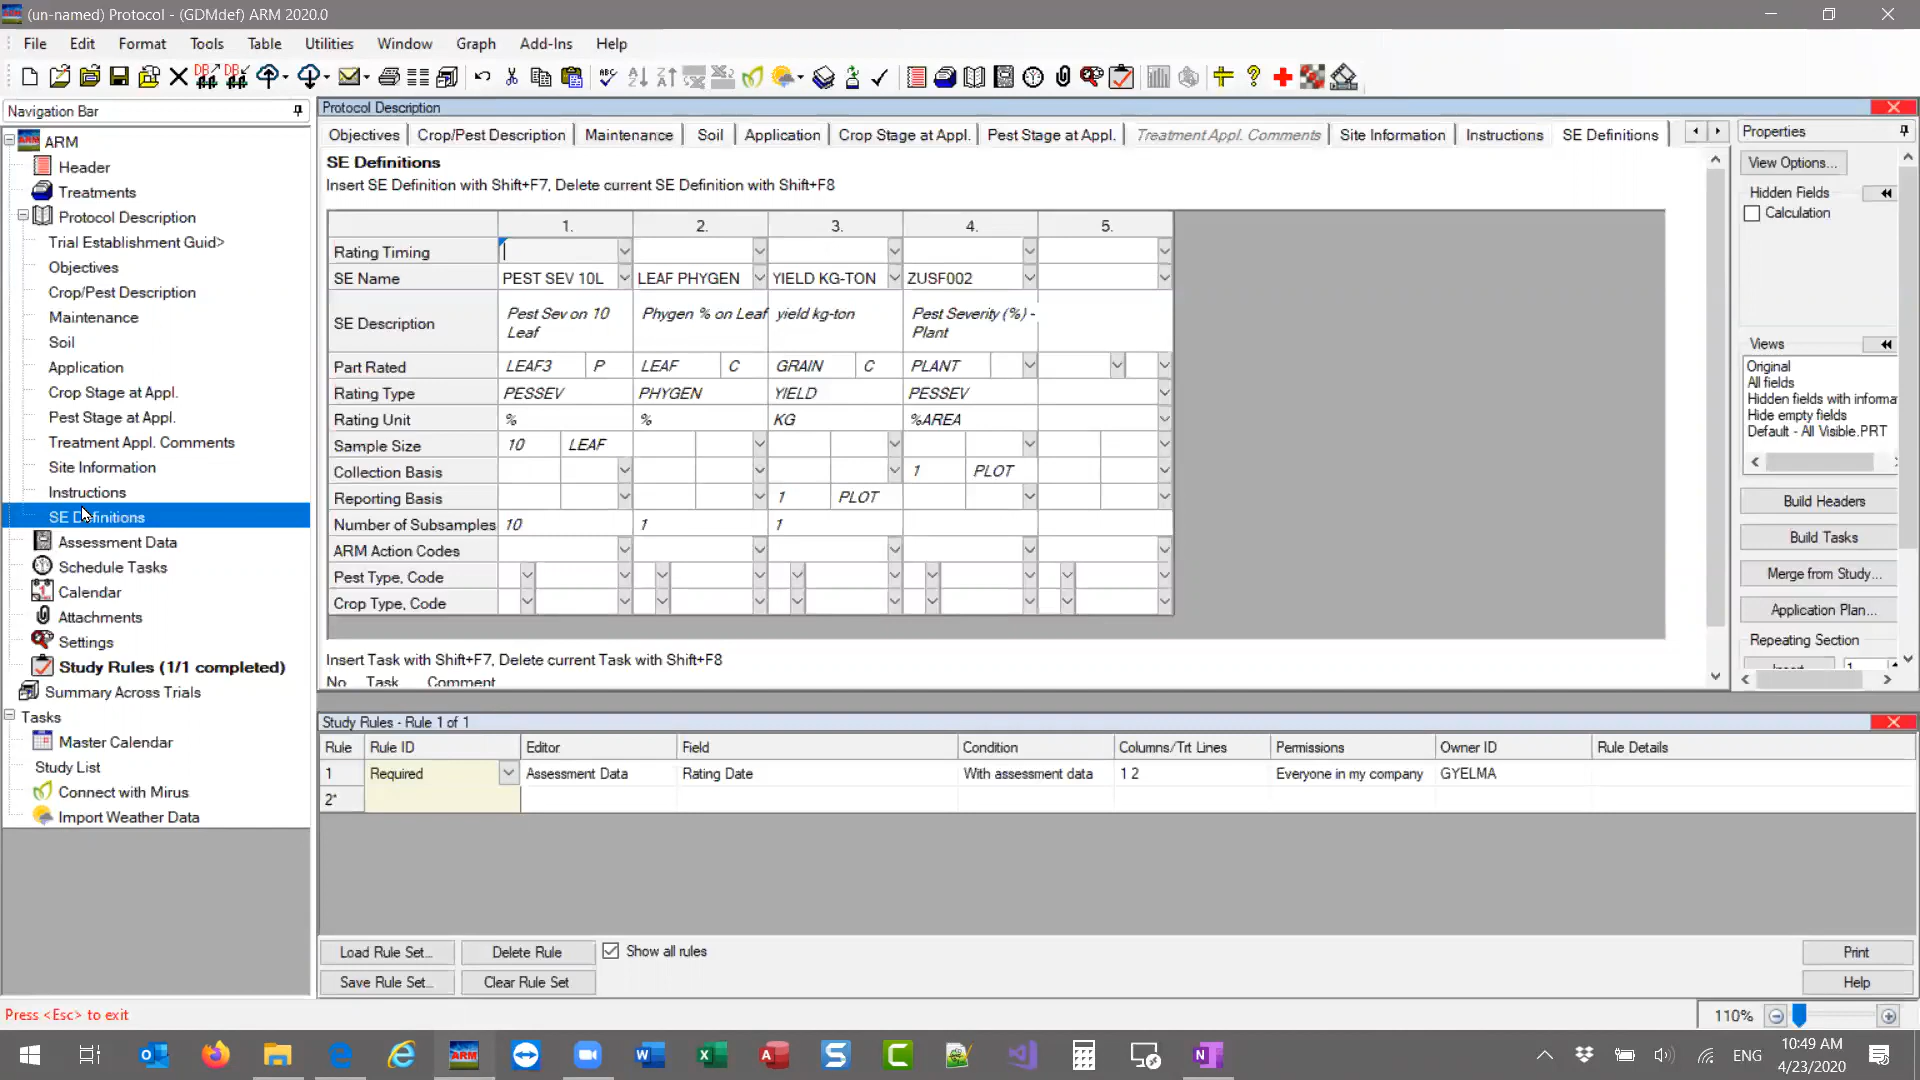 (un-named) Protocol - (GDMdef) ARM 2020.0
File Edit Format Tools Table Utilities Window Graph Add-Ins Help
Navigation Bar
ARM
Header
Treatments
Protocol Description
Trial Establishment Guid>
Objectives
Crop/Pest Description
Maintenance
Soil
Application
Crop Stage at Appl.
Pest Stage at Appl.
Treatment Appl. Comments
Site Information
Instructions
SE Definitions
Assessment Data
Schedule Tasks
Calendar
Attachments
Settings
Study Rules (1/1 completed)
Summary Across Trials
Tasks
Master Calendar
Study List
Connect with Mirus
Import Weather Data
Protocol Description
Objectives Crop/Pest Description Maintenance Soil Application Crop Stage at Appl. Pest Stage at Appl. Treatment Appl. Comments Site Information Instructions SE Definitions
SE Definitions
Insert SE Definition with Shift+F7, Delete current SE Definition with Shift+F8
1. 2. 3. 4. 5.
Rating Timing
SE Name PEST SEV 10L LEAF PHYGEN YIELD KG-TON ZUSF002
SE Description Pest Sev on 10 Leaf Phygen % on Leaf yield kg-ton Pest Severity (%) - Plant
Part Rated LEAF3 P LEAF C GRAIN C PLANT
Rating Type PESSEV PHYGEN YIELD PESSEV
Rating Unit % % KG %AREA
Sample Size 10 LEAF
Collection Basis 1 PLOT
Reporting Basis 1 PLOT
Number of Subsamples 10 1 1
ARM Action Codes
Pest Type, Code
Crop Type, Code
Insert Task with Shift+F7, Delete current Task with Shift+F8
No. Task Comment
Properties
View Options...
Hidden Fields
Calculation
Views
Original
All fields
Hidden fields with informa
Hide empty fields
Default - All Visible.PRT
Build Headers
Build Tasks
Merge from Study...
Application Plan...
Repeating Section
Insert 1
Study Rules - Rule 1 of 1
Rule Rule ID Editor Field Condition Columns/Trt Lines Permissions Owner ID Rule Details
1 Required Assessment Data Rating Date With assessment data 1 2 Everyone in my company GYELMA
2*
Load Rule Set... Delete Rule Show all rules Print
Save Rule Set... Clear Rule Set Help
Press <Esc> to exit
110%
ENG
10:49 AM
4/23/2020